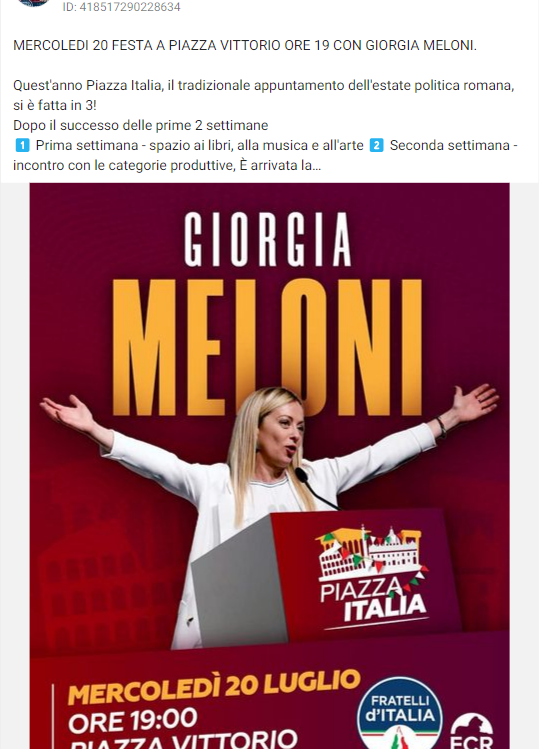 ID: 418517290228634
MERCOLEDI 20 FESTA A PIAZZA VITTORIO ORE 19 CON GIORGIA MELONI.
Quest'anno Piazza Italia, il tradizionale appuntamento dell'estate politica romana,
si è fatta in 3!
Dopo il successo delle prime 2 settimane
1️⃣ Prima settimana - spazio ai libri, alla musica e all'arte 2️⃣ Seconda settimana -
incontro con le categorie produttive, È arrivata la...
GIORGIA
MELONI
PIAZZA
ITALIA
MERCOLEDÌ 20 LUGLIO
ORE 19:00
PIAZZA VITTORIO
FRATELLI
d'ITALIA
ECR